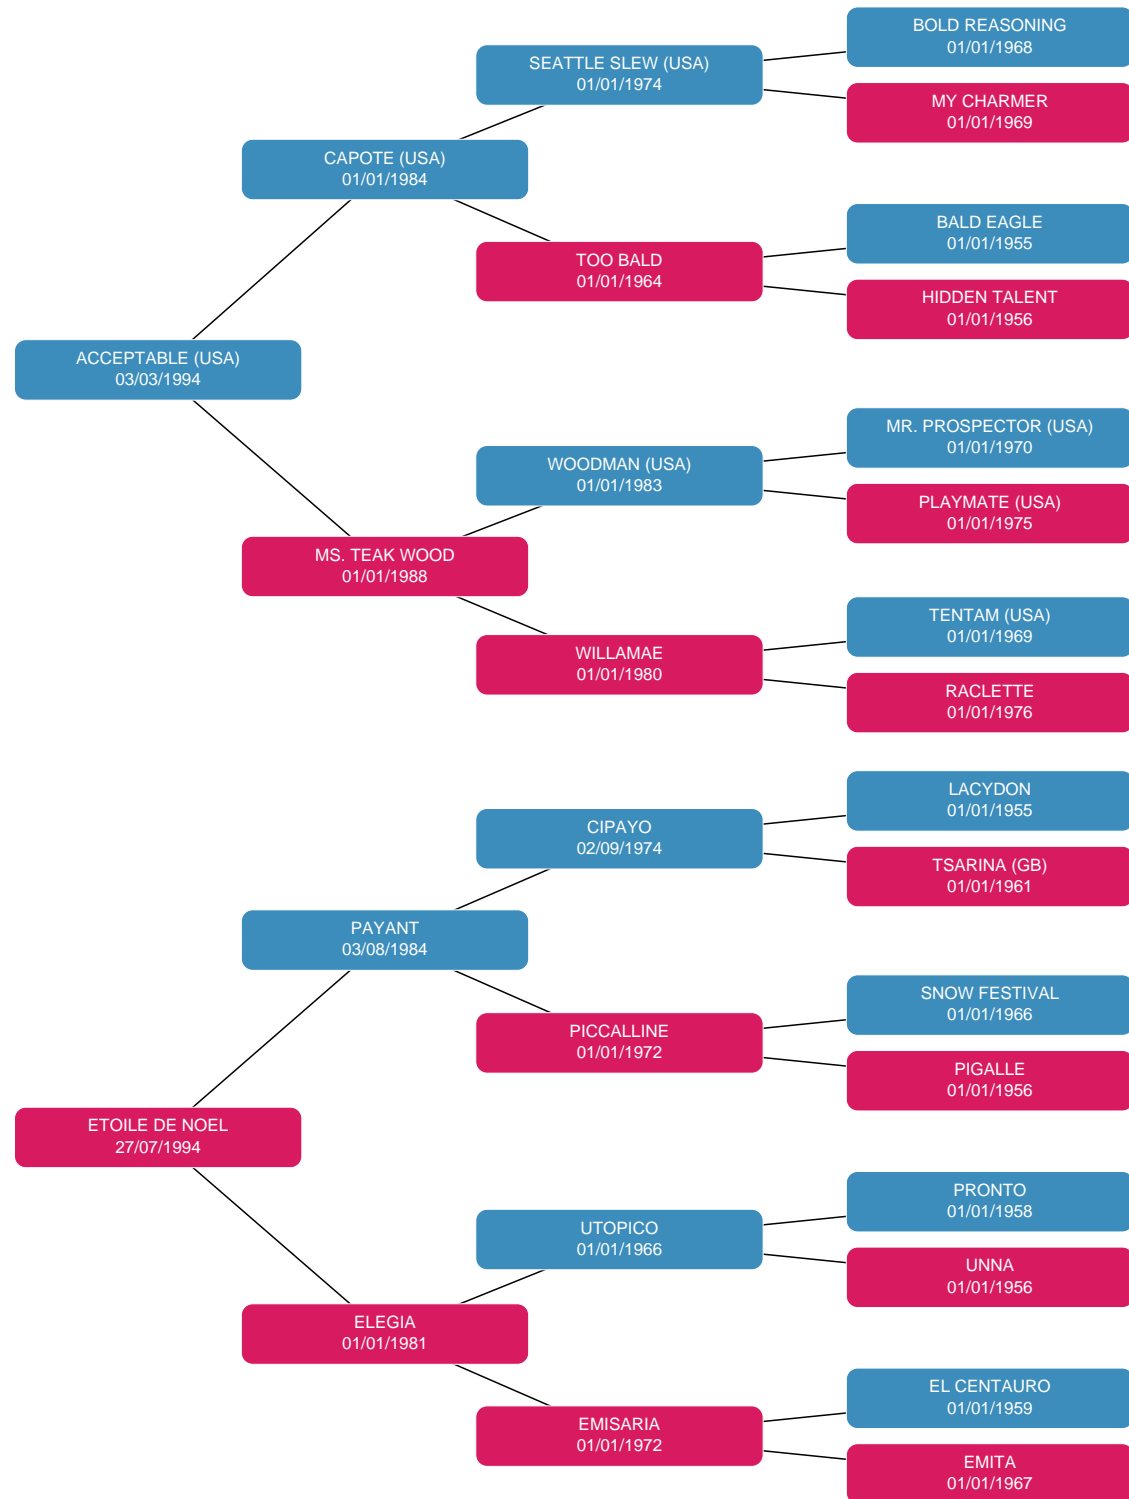 BOLD REASONING
01/01/1968
SEATTLE SLEW (USA)
01/01/1974
MY CHARMER
01/01/1969
CAPOTE (USA)
01/01/1984
BALD EAGLE
01/01/1955
TOO BALD
01/01/1964
HIDDEN TALENT
01/01/1956
ACCEPTABLE (USA)
03/03/1994
MR. PROSPECTOR (USA)
01/01/1970
WOODMAN (USA)
01/01/1983
PLAYMATE (USA)
01/01/1975
MS. TEAK WOOD
01/01/1988
TENTAM (USA)
01/01/1969
WILLAMAE
01/01/1980
RACLETTE
01/01/1976
LACYDON
01/01/1955
CIPAYO
02/09/1974
TSARINA (GB)
01/01/1961
PAYANT
03/08/1984
SNOW FESTIVAL
01/01/1966
PICCALLINE
01/01/1972
PIGALLE
01/01/1956
ETOILE DE NOEL
27/07/1994
PRONTO
01/01/1958
UTOPICO
01/01/1966
UNNA
01/01/1956
ELEGIA
01/01/1981
EL CENTAURO
01/01/1959
EMISARIA
01/01/1972
EMITA
01/01/1967